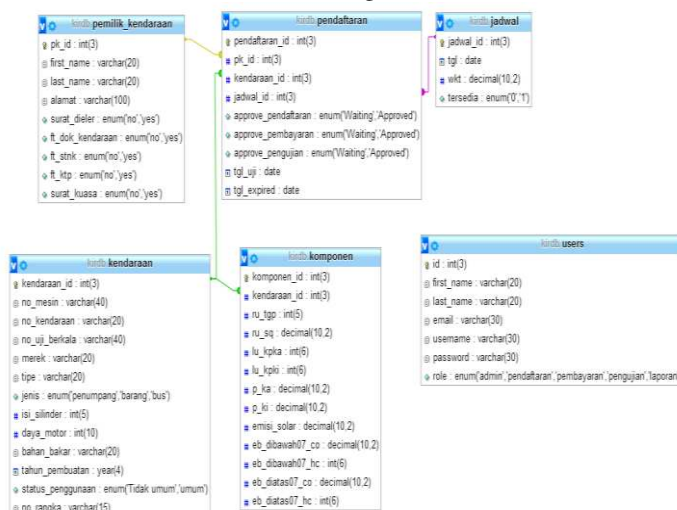 kirdb.pemilik_kendaraan
pk_id : int(3)
first_name : varchar(20)
last_name : varchar(20)
alamat : varchar(100)
surat_dieler : enum('no','yes')
ft_dok_kendaraan : enum('no','yes')
ft_stnk : enum('no','yes')
ft_ktp : enum('no','yes')
surat_kuasa : enum('no','yes')
kirdb.pendaftaran
pendaftaran_id : int(3)
pk_id : int(3)
kendaraan_id : int(3)
jadwal_id : int(3)
approve_pendaftaran : enum('Waiting','Approved')
approve_pembayaran : enum('Waiting','Approved')
approve_pengujian : enum('Waiting','Approved')
tgl_uji : date
tgl_expired : date
kirdb.jadwal
jadwal_id : int(3)
tgl : date
wkt : decimal(10,2)
tersedia : enum('0','1')
kirdb.kendaraan
kendaraan_id : int(3)
no_mesin : varchar(40)
no_kendaraan : varchar(20)
no_uji_berkala : varchar(40)
merek : varchar(20)
tipe : varchar(20)
jenis : enum('penumpang','barang','bus')
isi_silinder : int(5)
daya_motor : int(10)
bahan_bakar : varchar(20)
tahun_pembuatan : year(4)
status_penggunaan : enum('Tidak umum','umum')
no_rangka : varchar(15)
kirdb.komponen
komponen_id : int(3)
kendaraan_id : int(3)
ru_tgp : int(5)
ru_sq : decimal(10,2)
lu_kpka : int(6)
lu_kpki : int(6)
p_ka : decimal(10,2)
p_ki : decimal(10,2)
emisi_solar : decimal(10,2)
eb_dibawah07_co : decimal(10,2)
eb_dibawah07_hc : int(6)
eb_diatas07_co : decimal(10,2)
eb_diatas07_hc : int(6)
kirdb.users
id : int(3)
first_name : varchar(20)
last_name : varchar(20)
email : varchar(30)
username : varchar(30)
password : varchar(30)
role : enum('admin','pendaftaran','pembayaran','pengujian','laporan